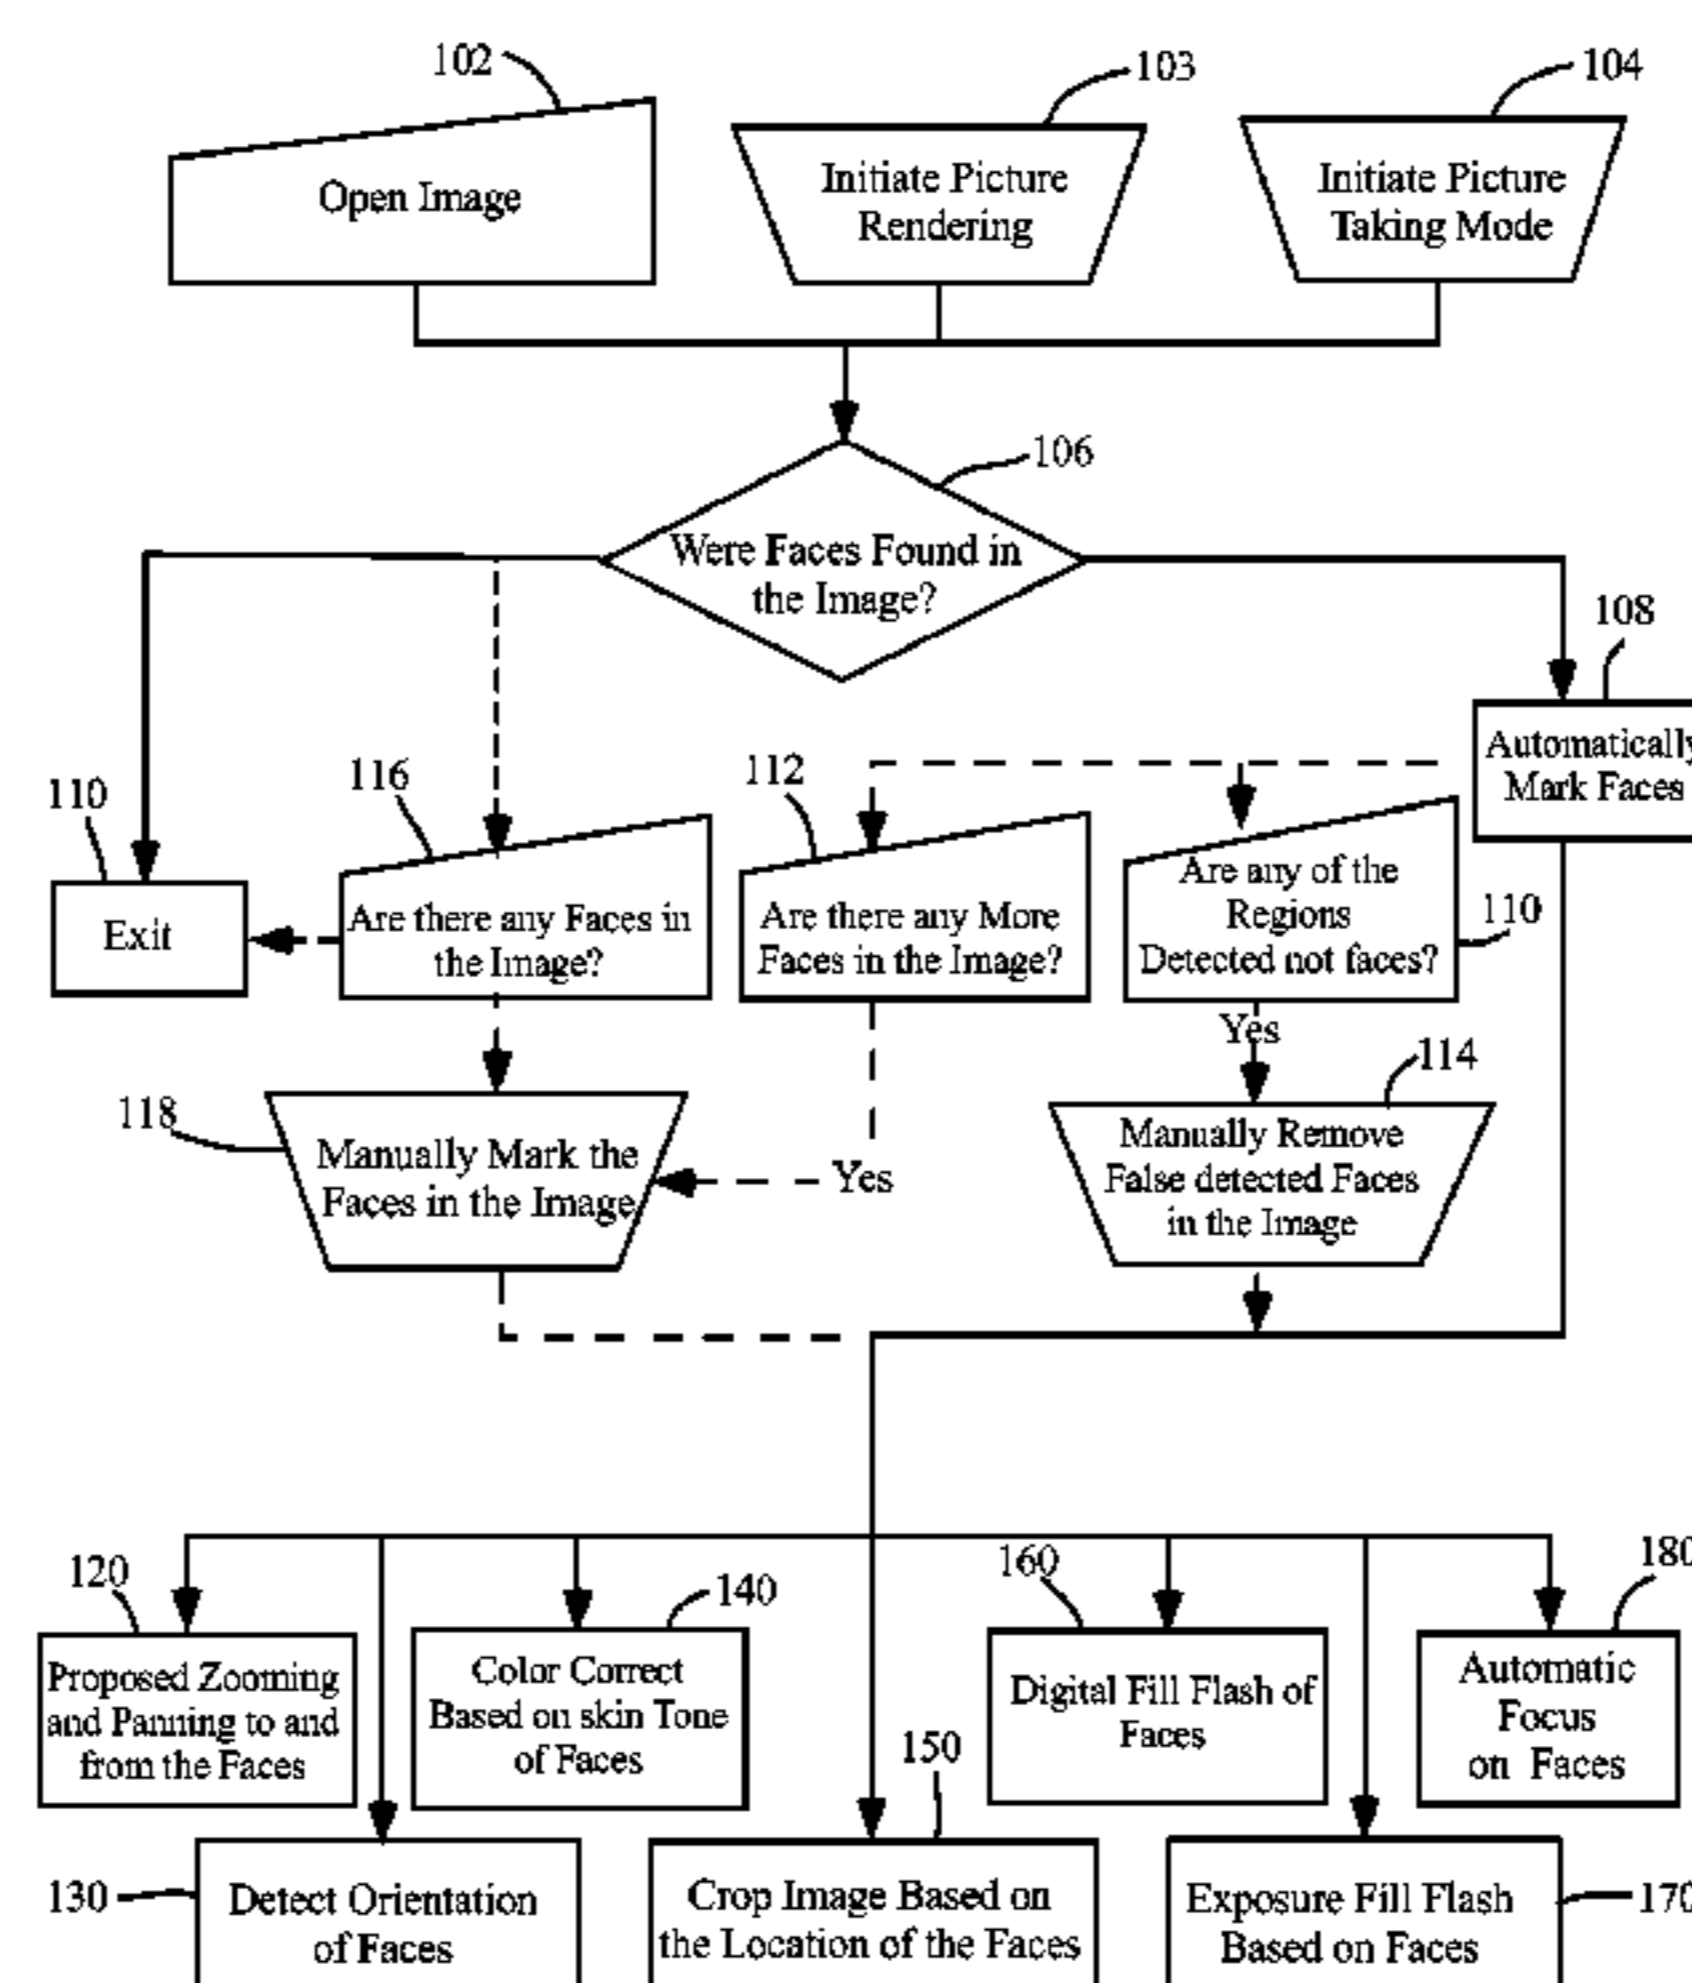 102
103
104
Open Image
Initiate Picture
Rendering
Initiate Picture
Taking Mode
106
Were Faces Found in
the Image?
108
Automatically
Mark Faces
110
116
112
Exit
Are there any Faces in
the Image?
Are there any More
Faces in the Image?
Are any of the
Regions
Detected not faces?
110
Yes
114
118
Manually Mark the
Faces in the Image
Yes
Manually Remove
False detected Faces
in the Image
120
140
160
180
Proposed Zooming
and Panning to and
from the Faces
Color Correct
Based on skin Tone
of Faces
150
Digital Fill Flash of
Faces
Automatic
Focus
on Faces
130
Detect Orientation
of Faces
Crop Image Based on
the Location of the Faces
Exposure Fill Flash
Based on Faces
170